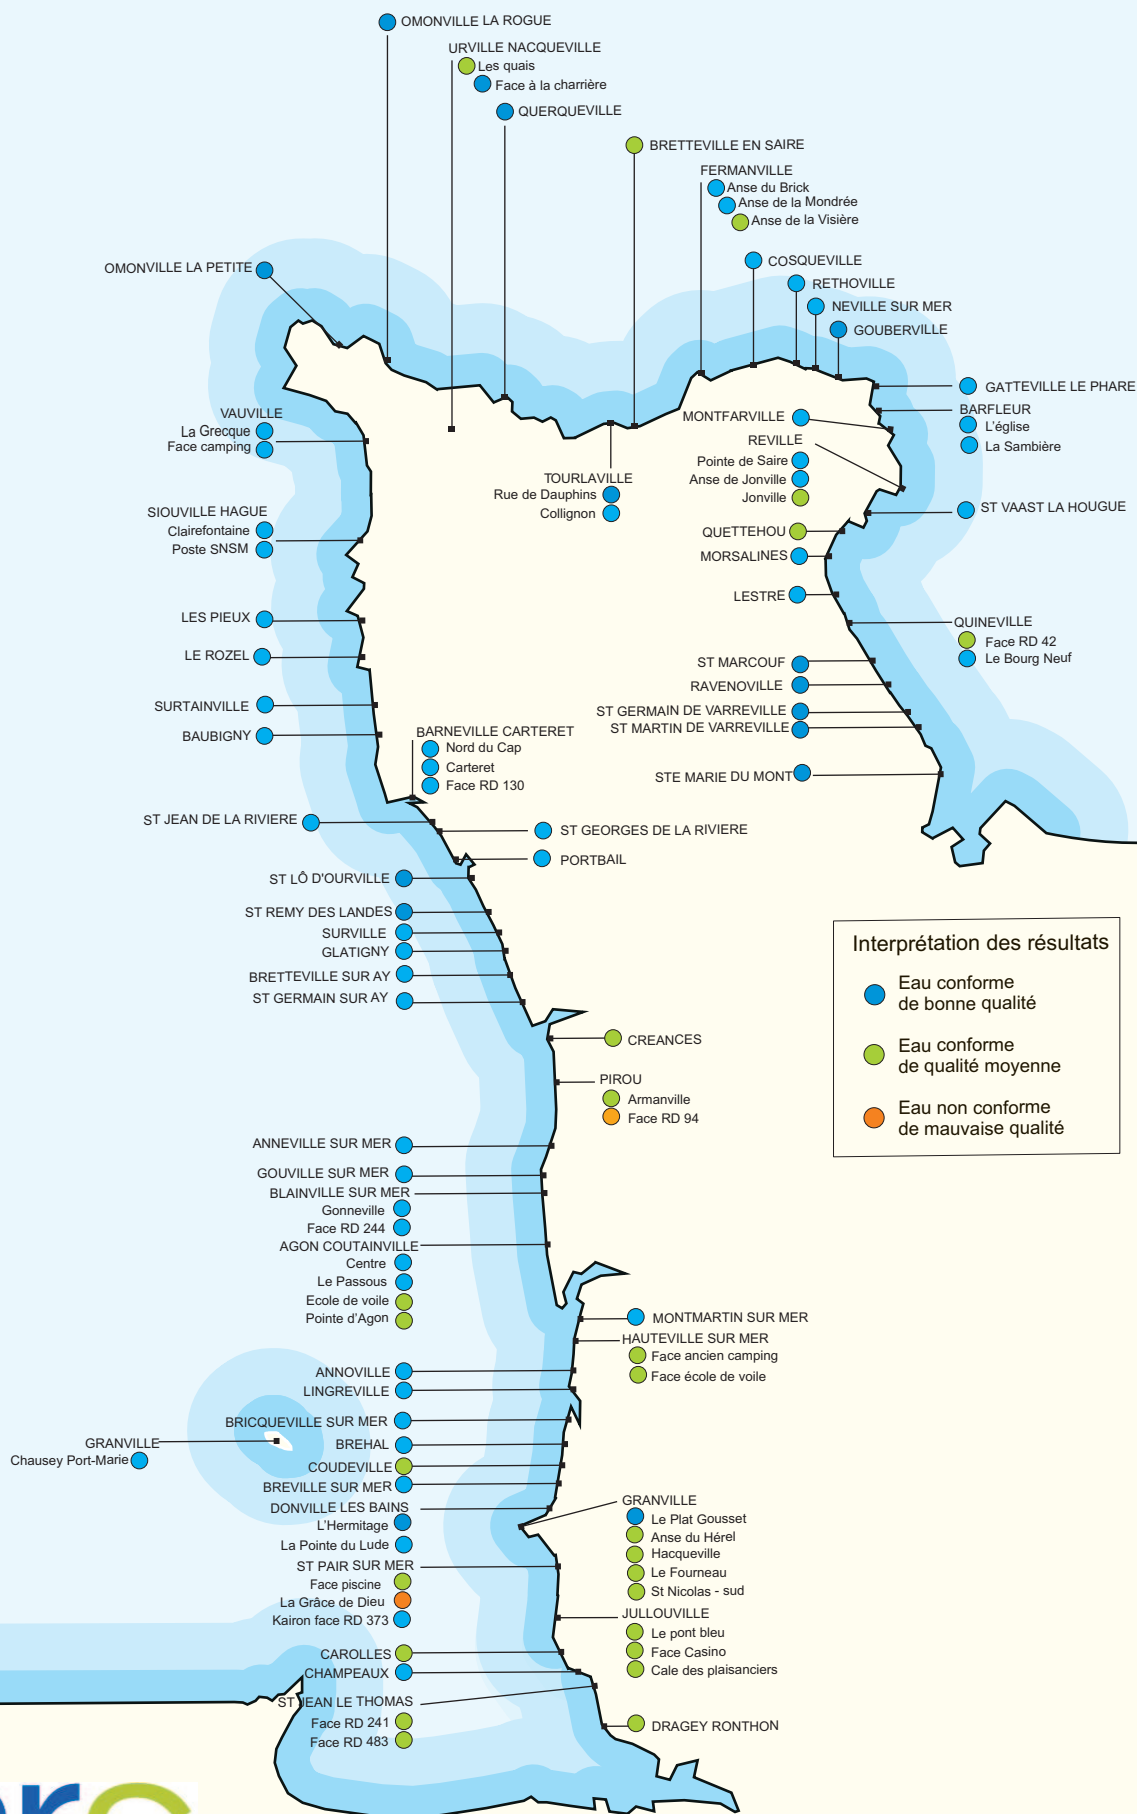 OMONVILLE LA ROGUE
URVILLE NACQUEVILLE
Les quais
Face à la charrière
QUERQUEVILLE
BRETTEVILLE EN SAIRE
FERMANVILLE
Anse du Brick
Anse de la Mondrée
Anse de la Visière
COSQUEVILLE
RETHOVILLE
NEVILLE SUR MER
GOUBERVILLE
OMONVILLE LA PETITE
GATTEVILLE LE PHARE
BARFLEUR
L'église
La Sambière
MONTFARVILLE
REVILLE
Pointe de Saire
Anse de Jonville
Jonville
VAUVILLE
La Grecque
Face camping
TOURLAVILLE
Rue de Dauphins
Collignon
ST VAAST LA HOUGUE
SIOUVILLE HAGUE
Clairefontaine
Poste SNSM
QUETTEHOU
MORSALINES
LESTRE
LES PIEUX
QUINEVILLE
Face RD 42
Le Bourg Neuf
LE ROZEL
ST MARCOUF
RAVENOVILLE
SURTAINVILLE
ST GERMAIN DE VARREVILLE
ST MARTIN DE VARREVILLE
BAUBIGNY
BARNEVILLE CARTERET
Nord du Cap
Carteret
Face RD 130
STE MARIE DU MONT
ST JEAN DE LA RIVIERE
ST GEORGES DE LA RIVIERE
PORTBAIL
ST LÔ D'OURVILLE
ST REMY DES LANDES
SURVILLE
GLATIGNY
BRETTEVILLE SUR AY
ST GERMAIN SUR AY
Interprétation des résultats
Eau conforme
de bonne qualité
Eau conforme
de qualité moyenne
Eau non conforme
de mauvaise qualité
CREANCES
PIROU
Armanville
Face RD 94
ANNEVILLE SUR MER
GOUVILLE SUR MER
BLAINVILLE SUR MER
Gonneville
Face RD 244
AGON COUTAINVILLE
Centre
Le Passous
Ecole de voile
Pointe d'Agon
MONTMARTIN SUR MER
HAUTEVILLE SUR MER
Face ancien camping
Face école de voile
ANNOVILLE
LINGREVILLE
BRICQUEVILLE SUR MER
GRANVILLE
Chausey Port-Marie
BREHAL
COUDEVILLE
BREVILLE SUR MER
DONVILLE LES BAINS
L'Hermitage
La Pointe du Lude
GRANVILLE
Le Plat Gousset
Anse du Hérel
Hacqueville
Le Fourneau
St Nicolas - sud
ST PAIR SUR MER
Face piscine
La Grâce de Dieu
Kairon face RD 373
JULLOUVILLE
Le pont bleu
Face Casino
Cale des plaisanciers
CAROLLES
CHAMPEAUX
ST JEAN LE THOMAS
Face RD 241
Face RD 483
DRAGEY RONTHON